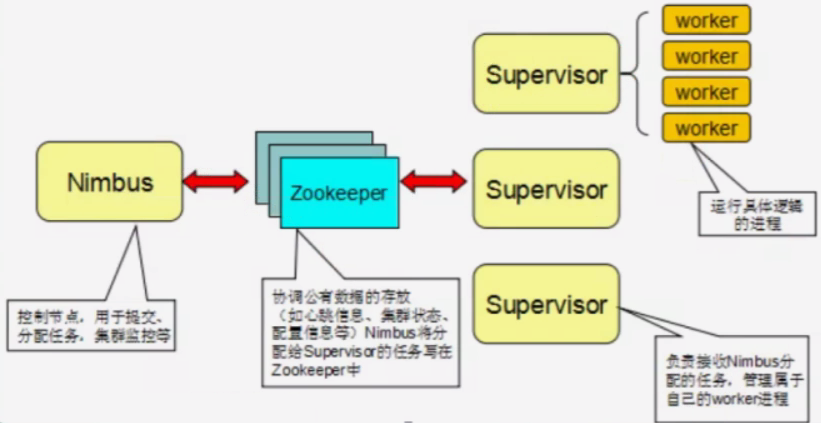 Nimbus
控制节点，用于提交、
分配任务，集群监控等
Zookeeper
协调公有数据的存放
（如心跳信息、集群状态、
配置信息等）Nimbus将分
配给Supervisor的任务写在
Zookeeper中
Supervisor
Supervisor
Supervisor
负责接收Nimbus分
配的任务，管理属于
自己的worker进程
worker
worker
worker
worker
运行具体逻辑
的进程